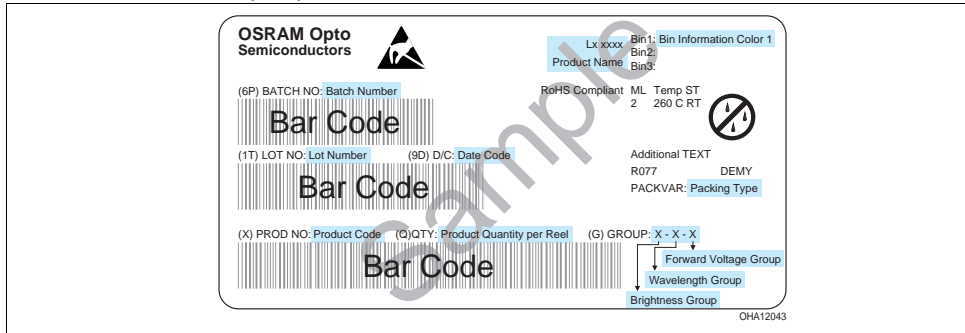 OSRAM Opto
Semiconductors
Lx xxxx
Product Name
Bin1: Bin Information Color 1
Bin2:
Bin3:
(6P) BATCH NO: Batch Number
Bar Code
RoHS Compliant ML Temp ST
2 260 C RT
(1T) LOT NO: Lot Number (9D) D/C: Date Code
Bar Code
Additional TEXT
R077 DEMY
PACKVAR: Packing Type
(X) PROD NO: Product Code (Q)QTY: Product Quantity per Reel (G) GROUP: X - X - X
Bar Code
Forward Voltage Group
Wavelength Group
Brightness Group
Sample
OHA12043